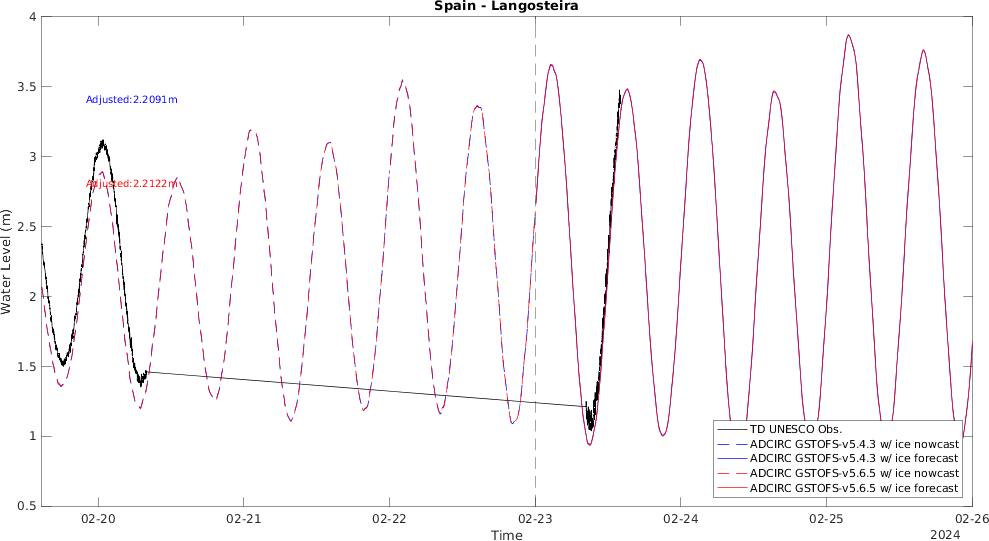 Spain - Langosteira
4
3.5
3
2.5
2
1.5
1
0.5
Water Level (m)
Adjusted:2.2091m
Adjusted:2.2122m
TD UNESCO Obs.
ADCIRC GSTOFS-v5.4.3 w/ ice nowcast
ADCIRC GSTOFS-v5.4.3 w/ ice forecast
ADCIRC GSTOFS-v5.6.5 w/ ice nowcast
ADCIRC GSTOFS-v5.6.5 w/ ice forecast
02-20 02-21 02-22 02-23 02-24 02-25 02-26
Time
2024